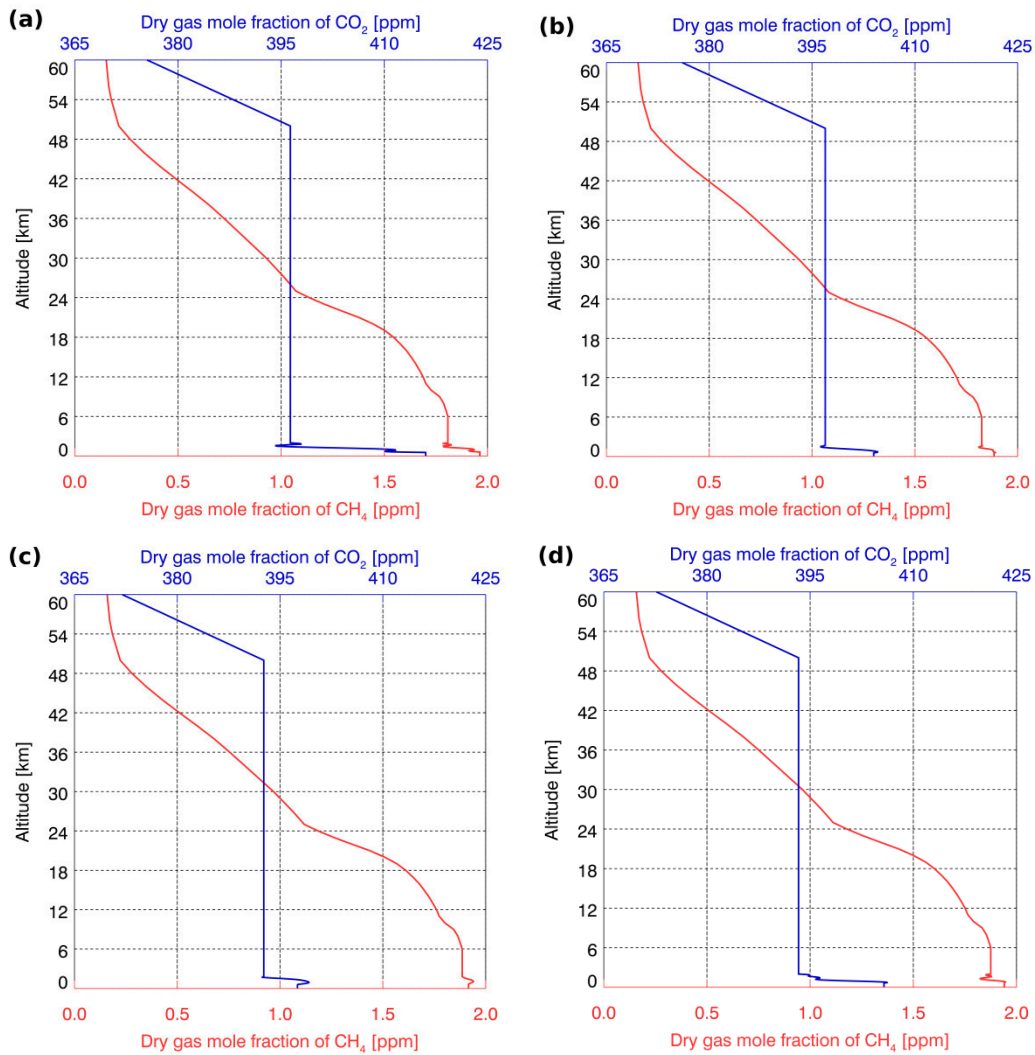 (a)
Dry gas mole fraction of CO₂ [ppm]
365 380 395 410 425
60
54
48
42
36
30
24
18
12
6
0
Altitude [km]
0.0 0.5 1.0 1.5 2.0
Dry gas mole fraction of CH₄ [ppm]
(b)
Dry gas mole fraction of CO₂ [ppm]
365 380 395 410 425
60
54
48
42
36
30
24
18
12
6
0
Altitude [km]
0.0 0.5 1.0 1.5 2.0
Dry gas mole fraction of CH₄ [ppm]
(c)
Dry gas mole fraction of CO₂ [ppm]
365 380 395 410 425
60
54
48
42
36
30
24
18
12
6
0
Altitude [km]
0.0 0.5 1.0 1.5 2.0
Dry gas mole fraction of CH₄ [ppm]
(d)
Dry gas mole fraction of CO₂ [ppm]
365 380 395 410 425
60
54
48
42
36
30
24
18
12
6
0
Altitude [km]
0.0 0.5 1.0 1.5 2.0
Dry gas mole fraction of CH₄ [ppm]